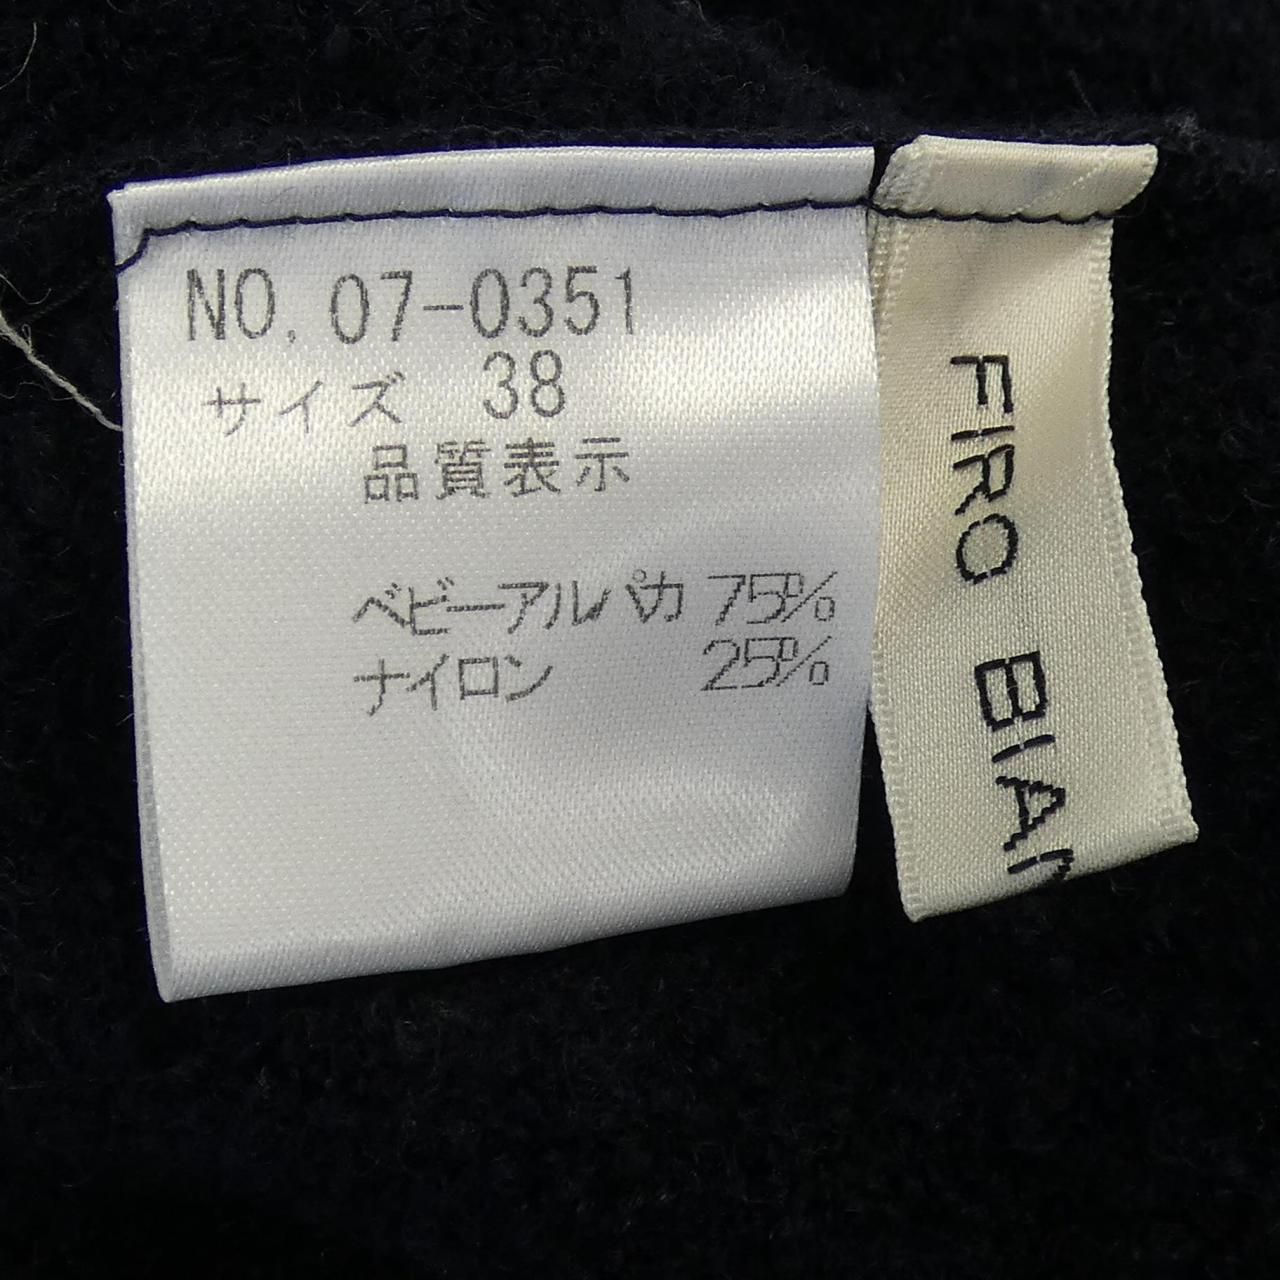 NO. 07-0351
サイズ 38
品質表示
ベビーアルパカ 75%
ナイロン 25%
FIRO